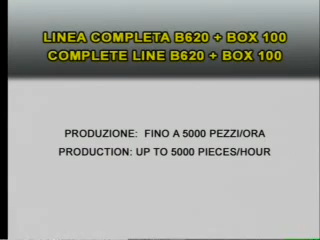 LINEA COMPLETA B620 + BOX 100
COMPLETE LINE B620 + BOX 100
PRODUZIONE: FINO A 5000 PEZZI/ORA
PRODUCTION: UP TO 5000 PIECES/HOUR